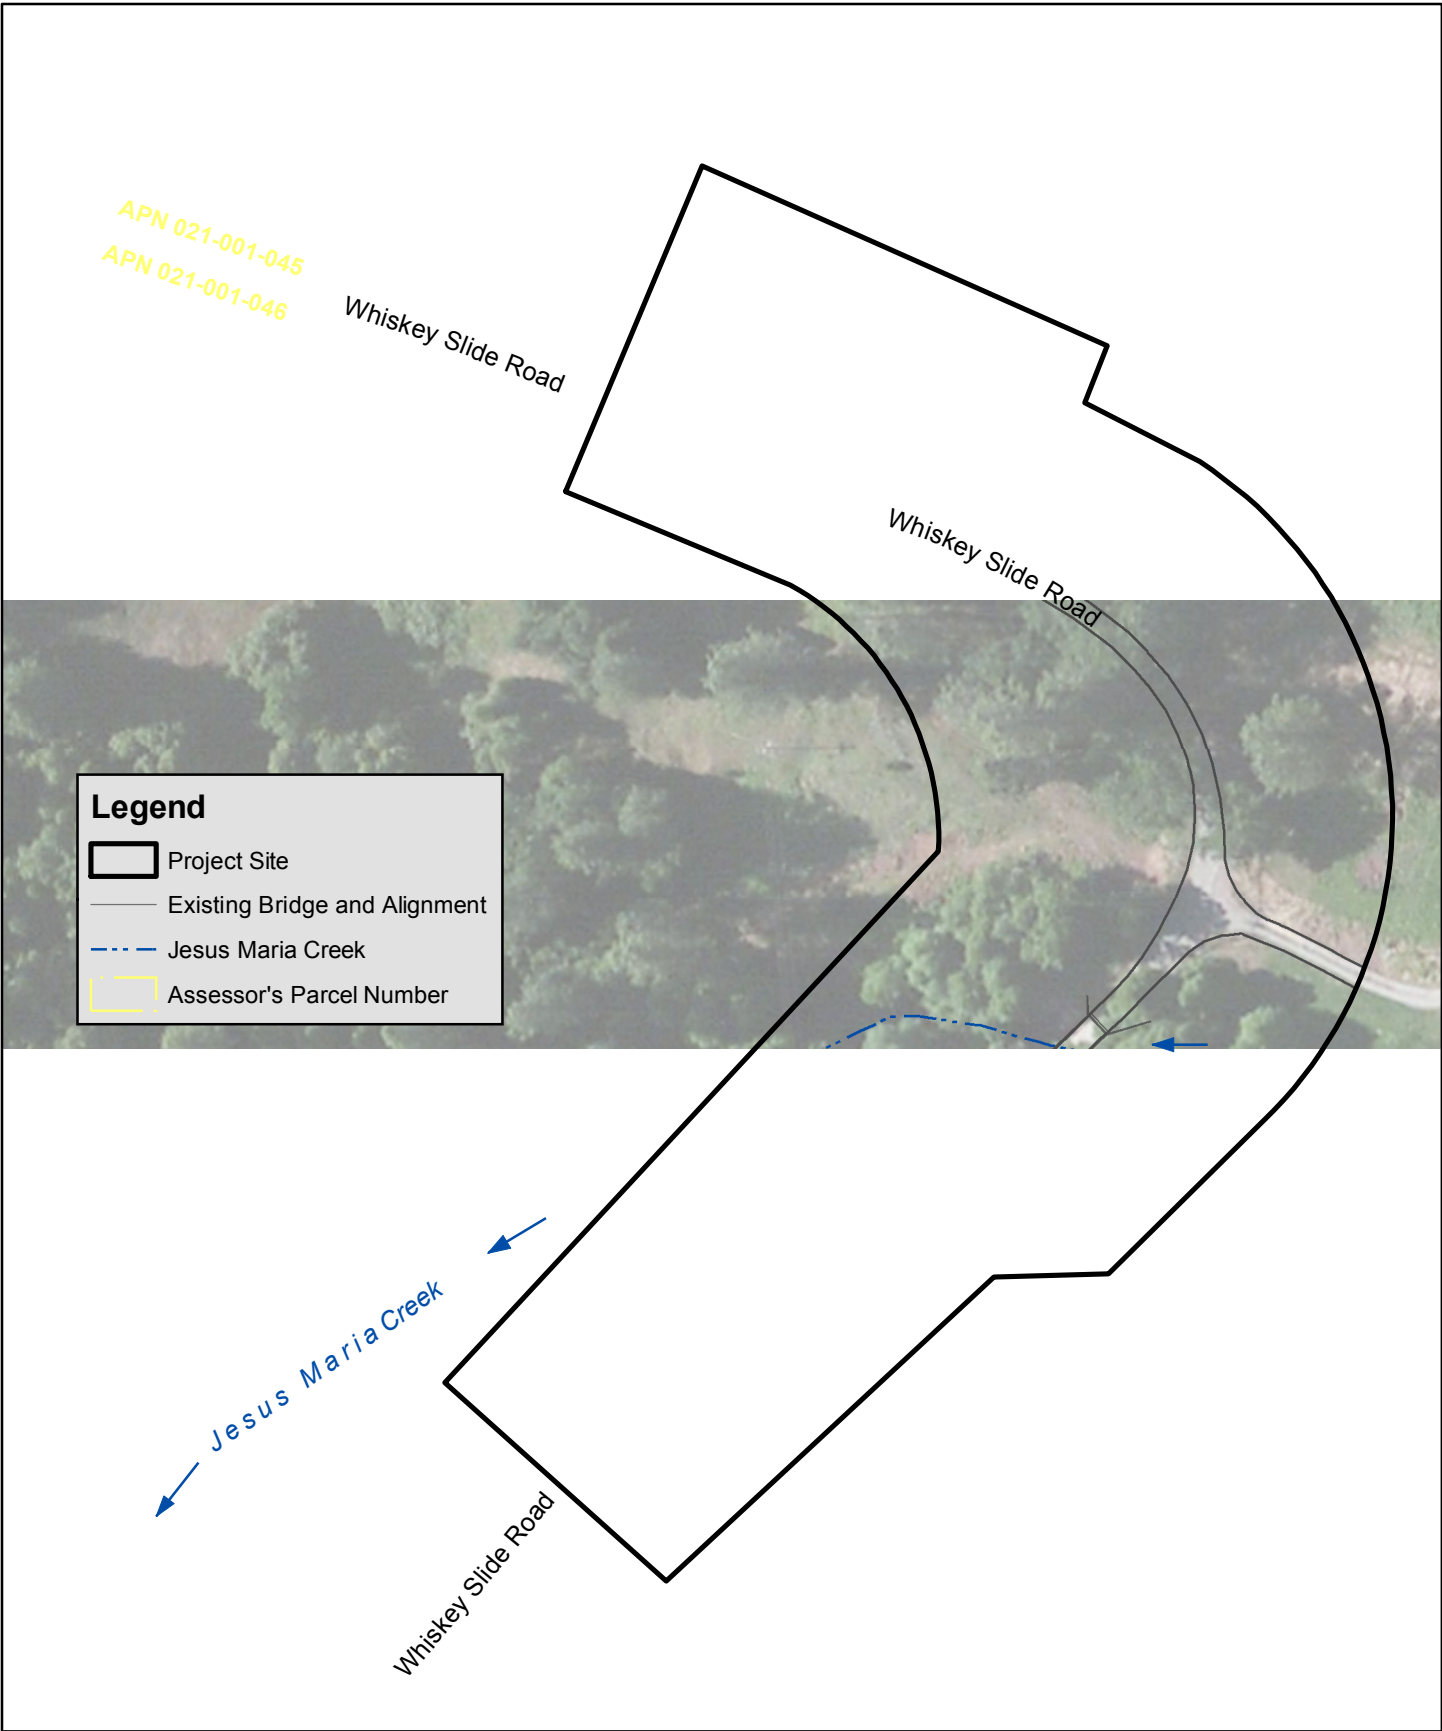 APN 021-001-045
APN 021-001-046
Whiskey Slide Road
Whiskey Slide Road
Legend
Project Site
Existing Bridge and Alignment
Jesus Maria Creek
Assessor's Parcel Number
Jesus Maria Creek
Whiskey Slide Road